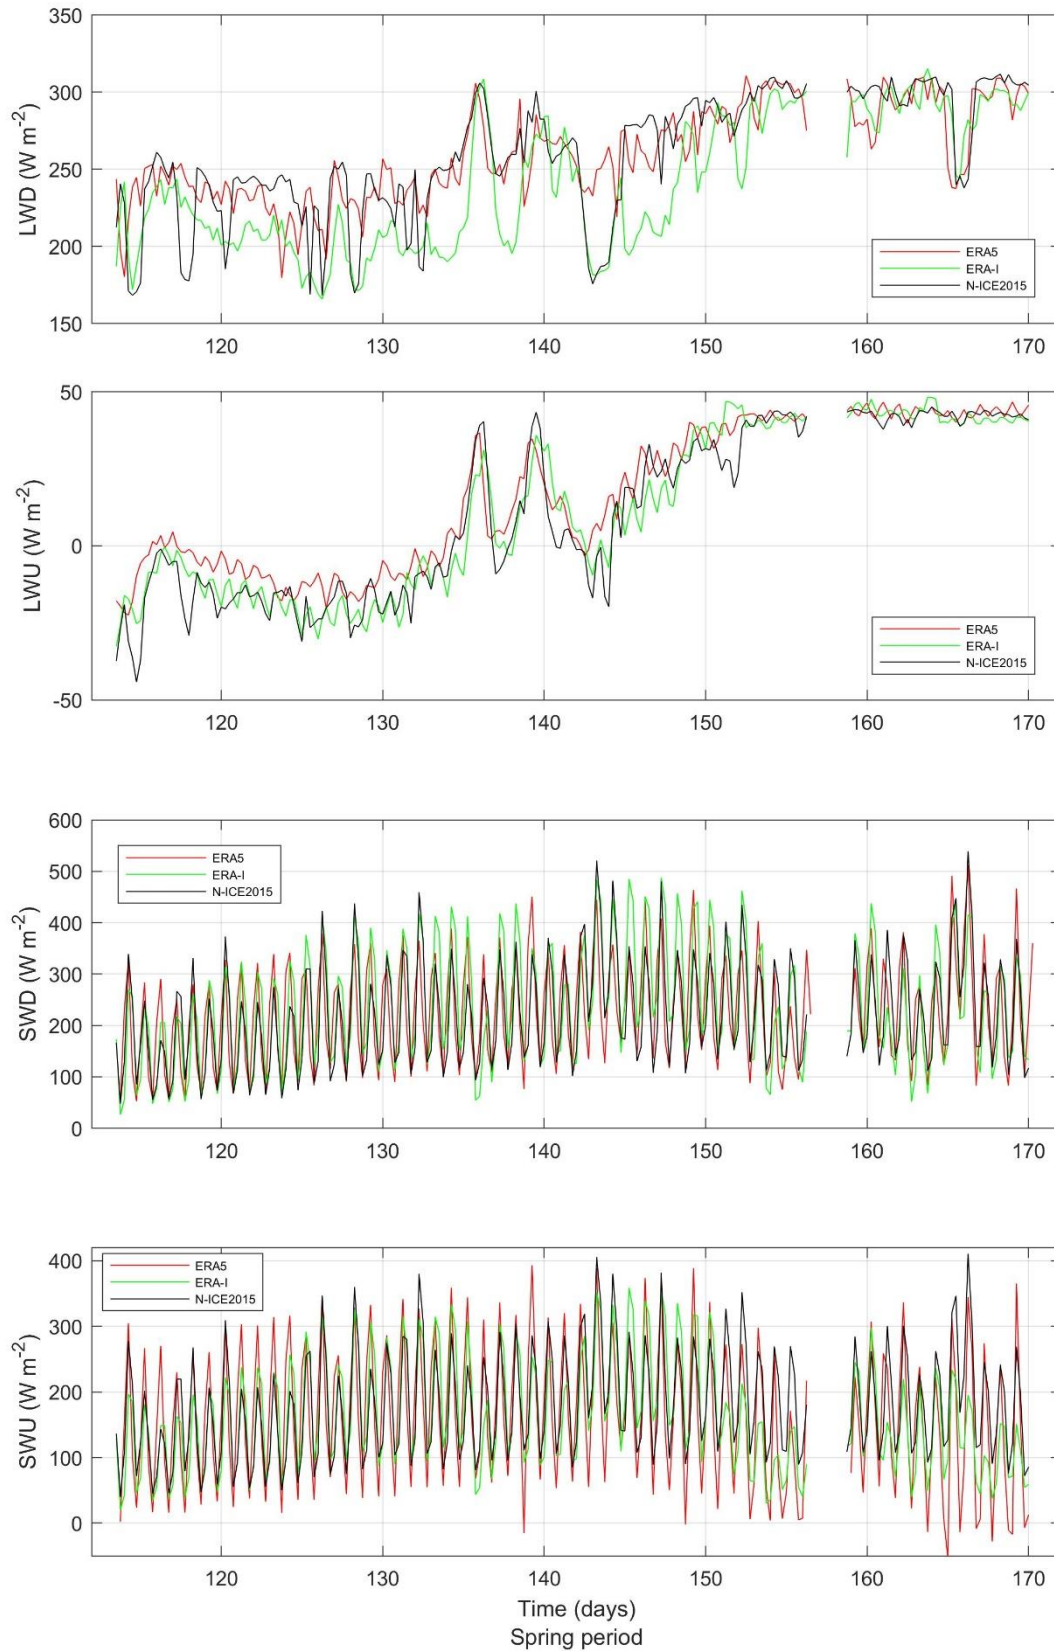 350
300
250
200
150
LWD (W m-2)
ERA5
ERA-I
N-ICE2015
120 130 140 150 160 170
50
0
-50
LWU (W m-2)
ERA5
ERA-I
N-ICE2015
120 130 140 150 160 170
600
500
400
300
200
100
0
SWD (W m-2)
ERA5
ERA-I
N-ICE2015
120 130 140 150 160 170
400
300
200
100
0
SWU (W m-2)
ERA5
ERA-I
N-ICE2015
120 130 140 150 160 170
Time (days)
Spring period